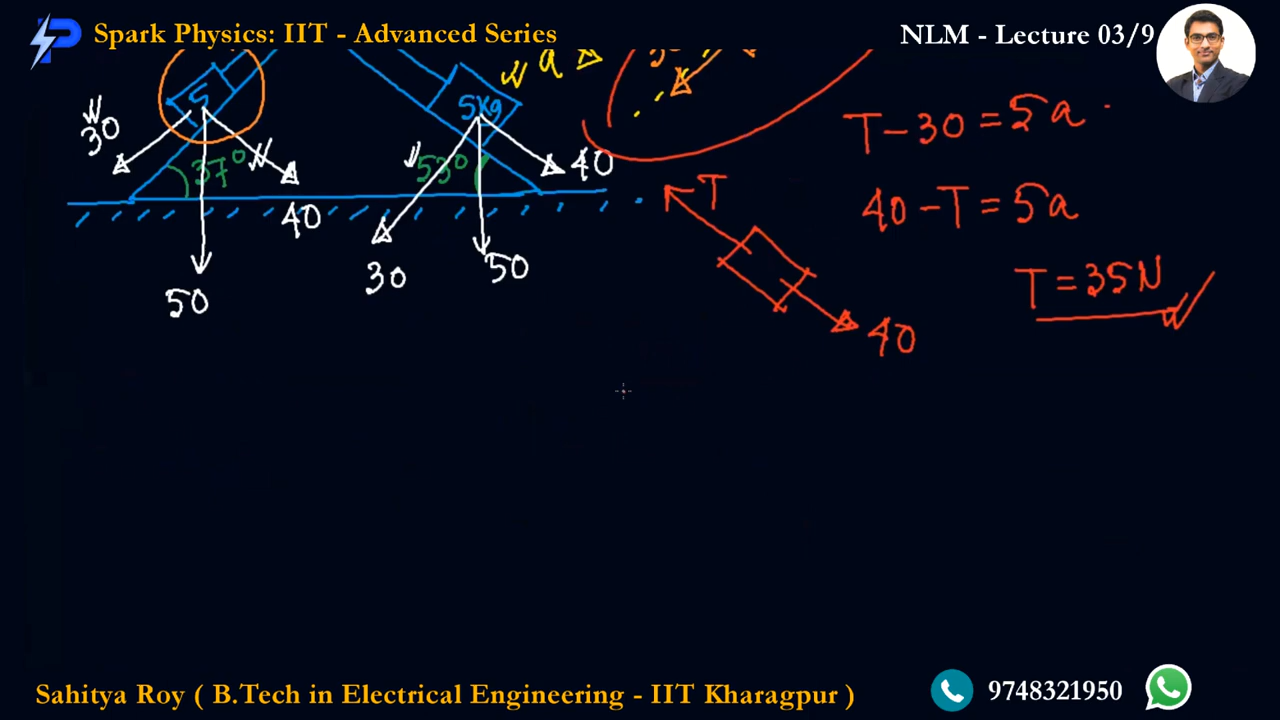 Spark Physics: IIT - Advanced Series
NLM - Lecture 03/9
a
5
5kg
30
37°
40
50
53°
40
30
50
T
40
T-30=5a
40-T=5a
T=35N
Sahitya Roy ( B.Tech in Electrical Engineering - IIT Kharagpur )
9748321950